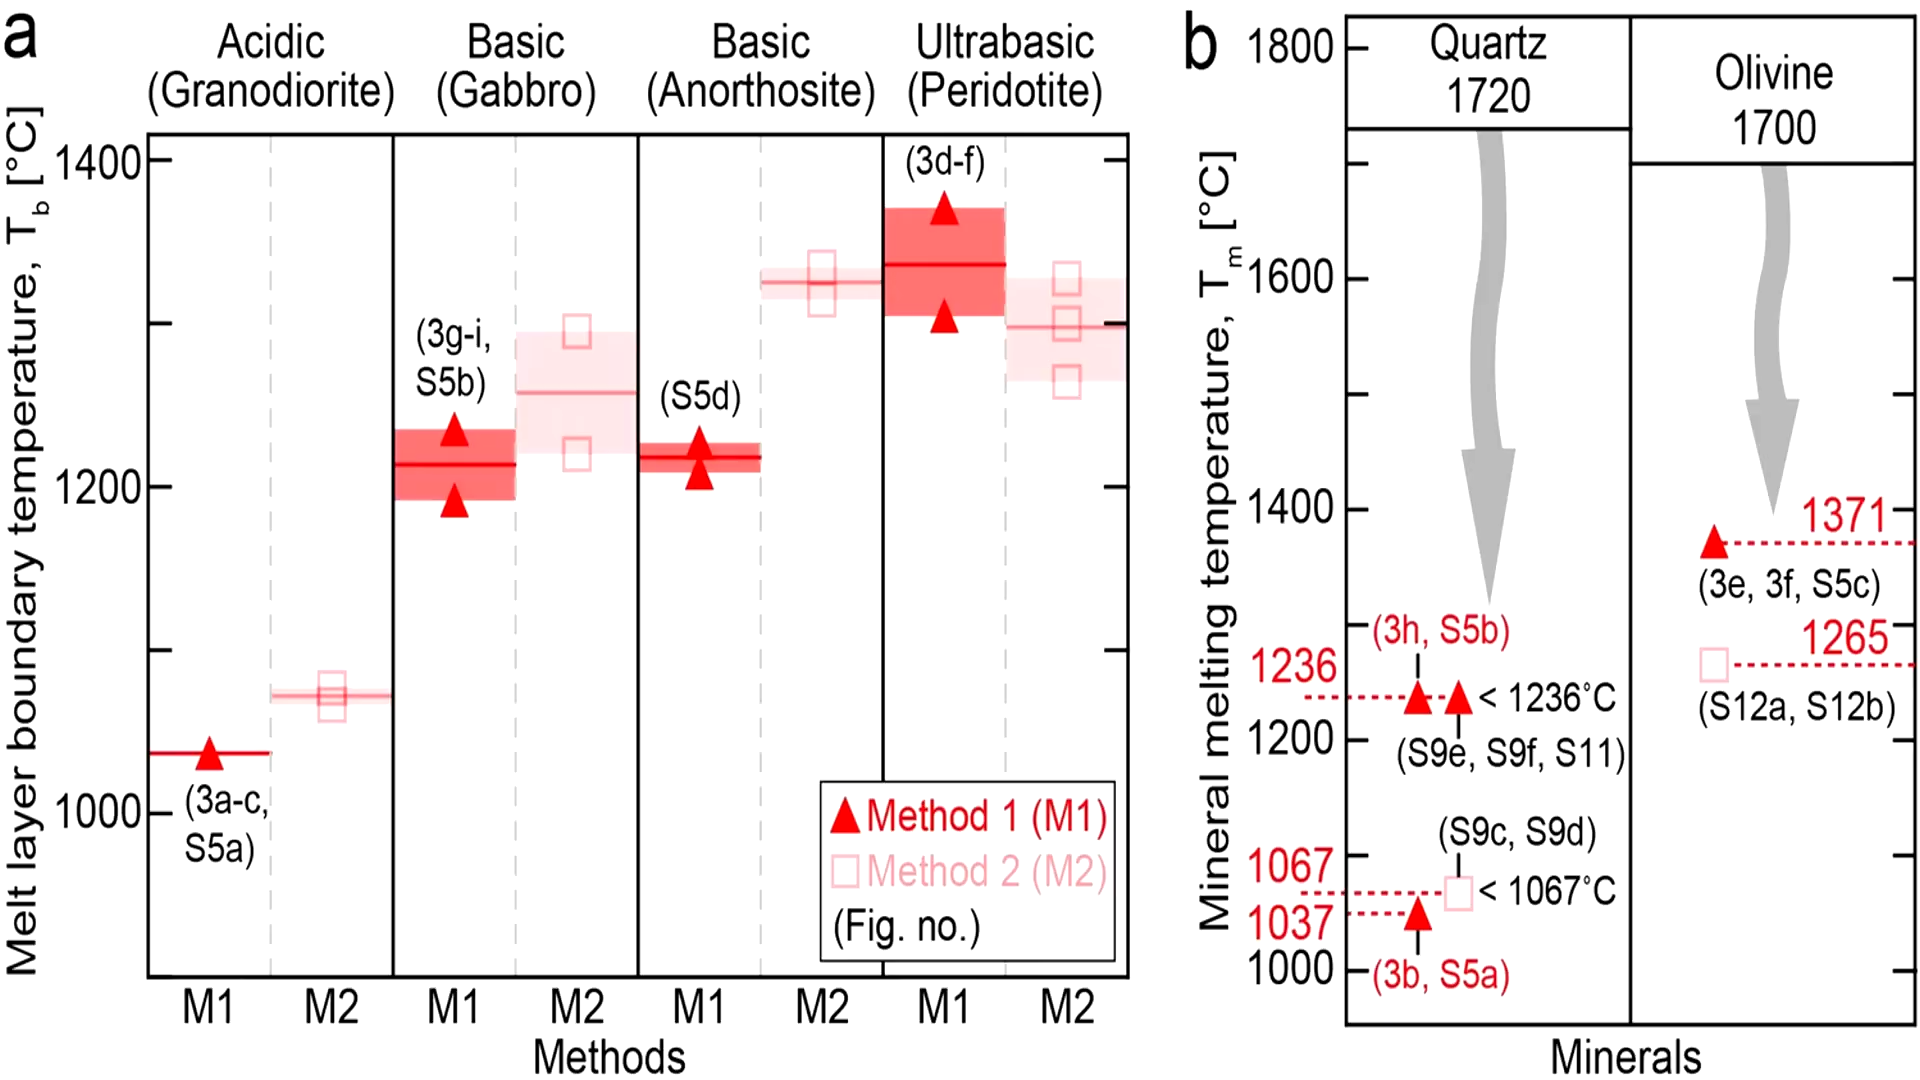 a
Acidic
(Granodiorite)
Basic
(Gabbro)
Basic
(Anorthosite)
Ultrabasic
(Peridotite)
Melt layer boundary temperature, Tb [°C]
1400
1200
1000
(3a-c,
S5a)
(3g-i,
S5b)
(S5d)
(3d-f)
Method 1 (M1)
Method 2 (M2)
(Fig. no.)
M1
M2
M1
M2
M1
M2
M1
M2
Methods
b
Mineral melting temperature, Tm [°C]
1800
1600
1400
1200
1000
Quartz
1720
Olivine
1700
(3h, S5b)
1236
< 1236°C
(S9e, S9f, S11)
(S9c, S9d)
1067
< 1067°C
1037
(3b, S5a)
1371
(3e, 3f, S5c)
1265
(S12a, S12b)
Minerals